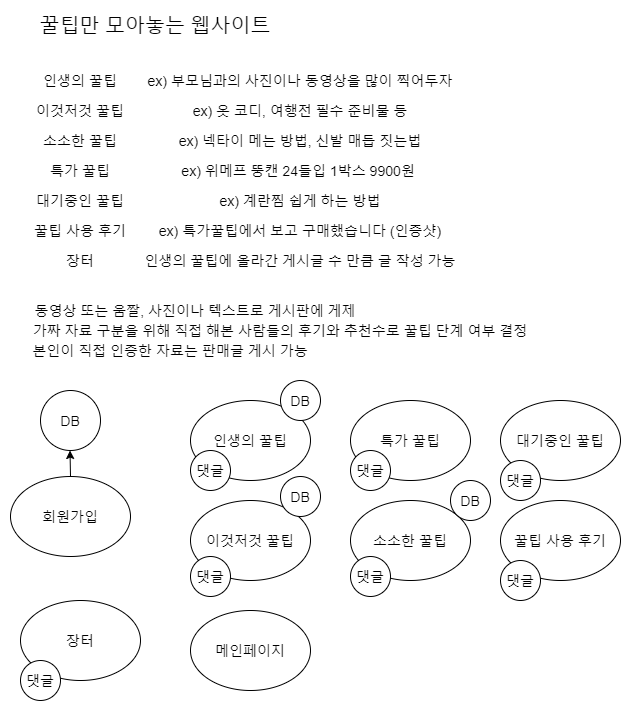 꿀팁만 모아놓는 웹사이트
인생의 꿀팁 ex) 부모님과의 사진이나 동영상을 많이 찍어두자
이것저것 꿀팁 ex) 옷 코디, 여행전 필수 준비물 등
소소한 꿀팁 ex) 넥타이 메는 방법, 신발 매듭 짓는법
특가 꿀팁 ex) 위메프 뚱캔 24들입 1박스 9900원
대기중인 꿀팁 ex) 계란찜 쉽게 하는 방법
꿀팁 사용 후기 ex) 특가꿀팁에서 보고 구매했습니다 (인증샷)
장터 인생의 꿀팁에 올라간 게시글 수 만큼 글 작성 가능
동영상 또는 움짤, 사진이나 텍스트로 게시판에 게제
가짜 자료 구분을 위해 직접 해본 사람들의 후기와 추천수로 꿀팁 단계 여부 결정
본인이 직접 인증한 자료는 판매글 게시 가능
DB
회원가입
DB
인생의 꿀팁
댓글
특가 꿀팁
댓글
대기중인 꿀팁
댓글
DB
이것저것 꿀팁
댓글
DB
소소한 꿀팁
댓글
꿀팁 사용 후기
댓글
장터
댓글
메인페이지